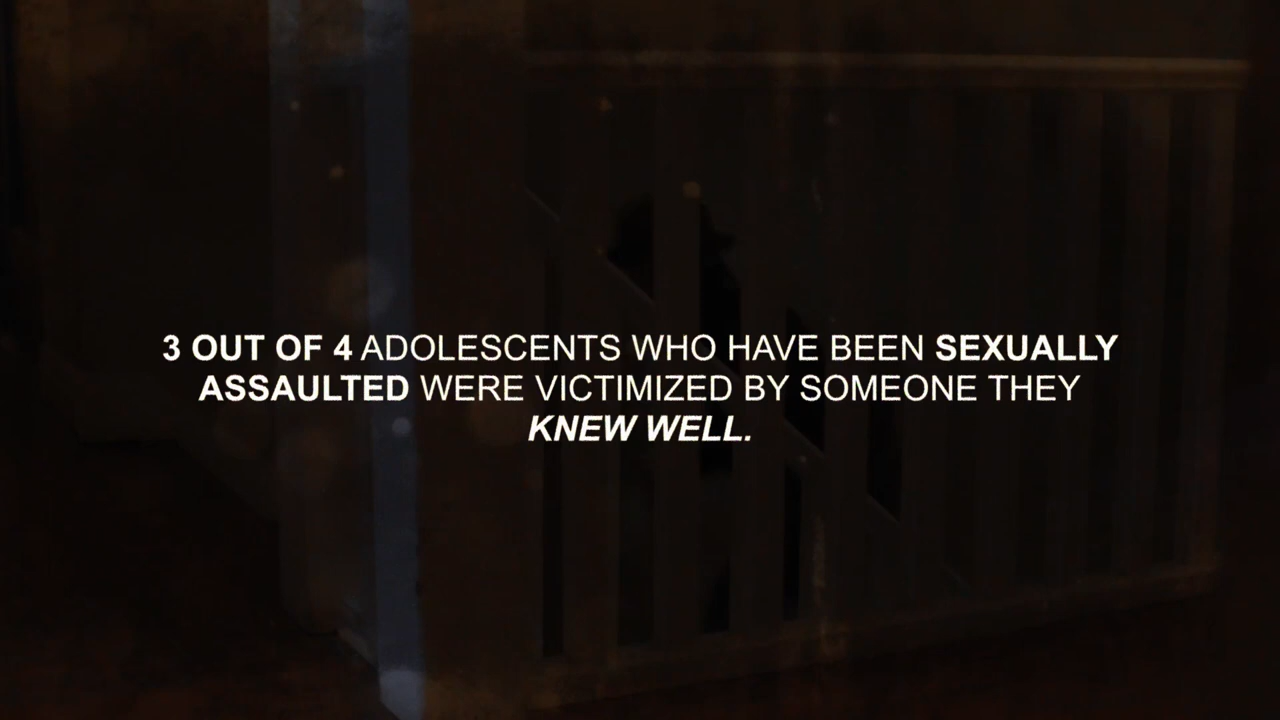 3 OUT OF 4 ADOLESCENTS WHO HAVE BEEN SEXUALLY
ASSAULTED WERE VICTIMIZED BY SOMEONE THEY
KNEW WELL.